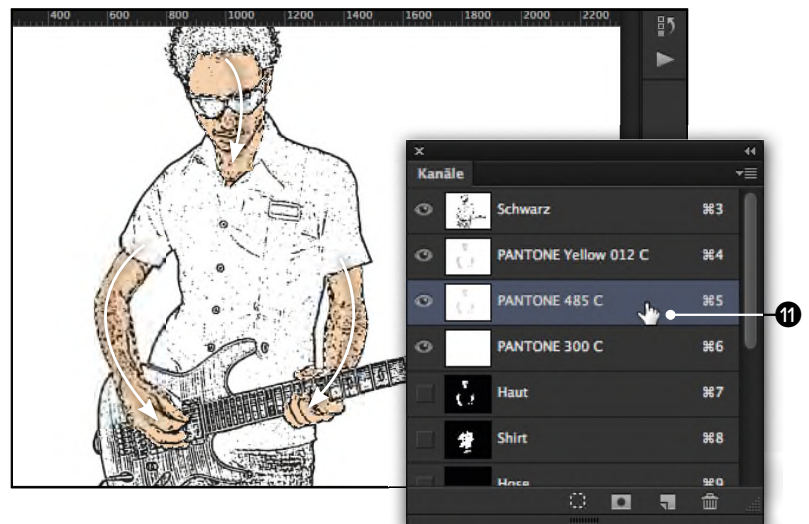 400 600 800 1000 1200 1400 1600 1800 2000 2200
Kanäle
Schwarz ⌘3
PANTONE Yellow 012 C ⌘4
PANTONE 485 C ⌘5
11
PANTONE 300 C ⌘6
Haut ⌘7
Shirt ⌘8
Hose ⌘9